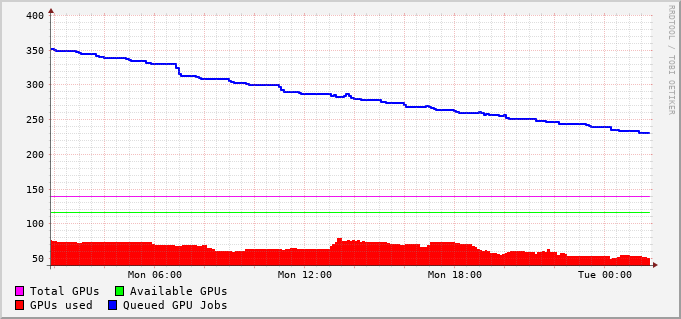 400
350
300
250
200
150
100
50
Mon 06:00 Mon 12:00 Mon 18:00 Tue 00:00
Total GPUs Available GPUs
GPUs used Queued GPU Jobs
RRDTOOL / TOBI OETIKER